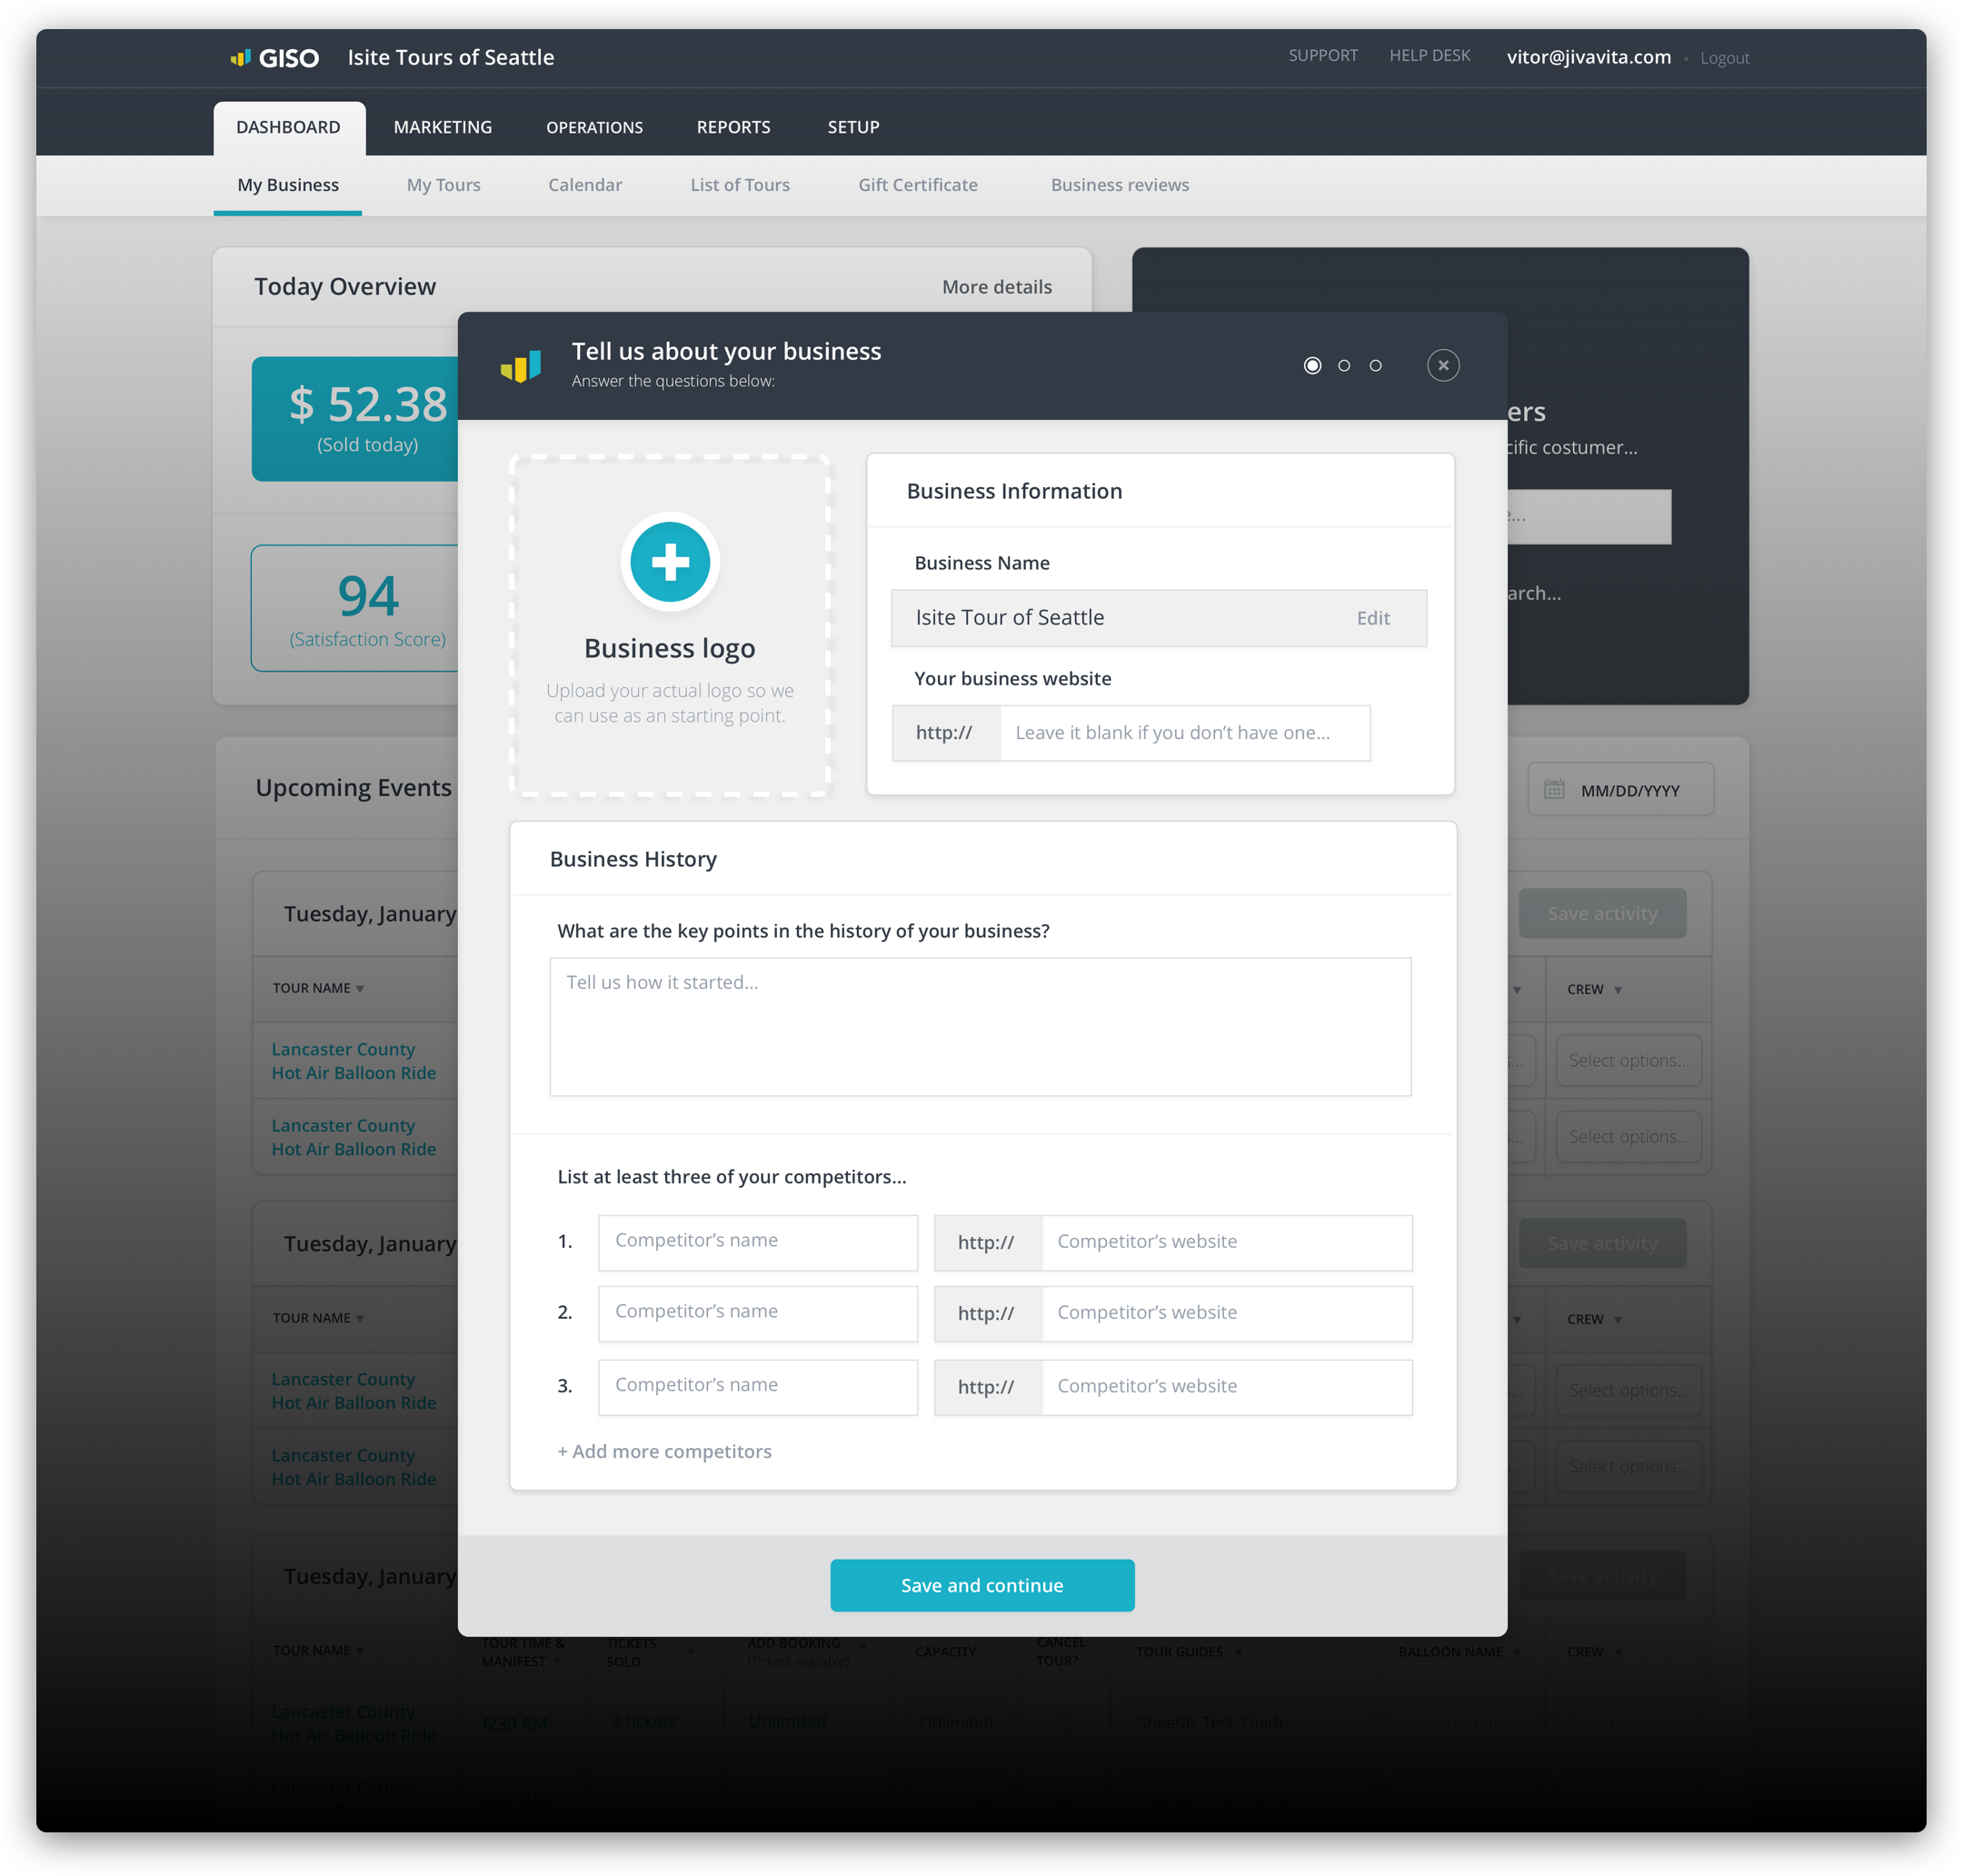 GISO
Isite Tours of Seattle
SUPPORT
HELP DESK
vitor@jivavita.com
Logout
DASHBOARD
MARKETING
OPERATIONS
REPORTS
SETUP
My Business
My Tours
Calendar
List of Tours
Gift Certificate
Business reviews
Today Overview
More details
$ 52.38
(Sold today)
94
(Satisfaction Score)
costumer...
Tell us about your business
Answer the questions below:
Business logo
Upload your actual logo so we
can use as an starting point.
Business Information
Business Name
Isite Tour of Seattle
Edit
Your business website
http://
Leave it blank if you don’t have one...
Business History
What are the key points in the history of your business?
Tell us how it started...
List at least three of your competitors...
1.
Competitor’s name
http://
Competitor’s website
2.
Competitor’s name
http://
Competitor’s website
3.
Competitor’s name
http://
Competitor’s website
+ Add more competitors
Save and continue
Upcoming Events
MM/DD/YYYY
Tuesday, January
Save activity
TOUR NAME
CREW
Lancaster County
Hot Air Balloon Ride
Select options...
Lancaster County
Hot Air Balloon Ride
Select options...
Tuesday, January
Save activity
TOUR NAME
CREW
Lancaster County
Hot Air Balloon Ride
Select options...
Lancaster County
Hot Air Balloon Ride
Select options...
Tuesday, January
Save activity
TOUR NAME
TOUR TIME &
MANIFEST
TICKETS
SOLD
ADD BOOKING
(Tickets available)
CAPACITY
CANCEL
TOUR?
TOUR GUIDES
BALLOON NAME
CREW
Lancaster County
Hot Air Balloon Ride
6:30 AM
3 tickets
Unlimited
Unlimited
Sheetal, Test, Guide...
Select options...
Select options...